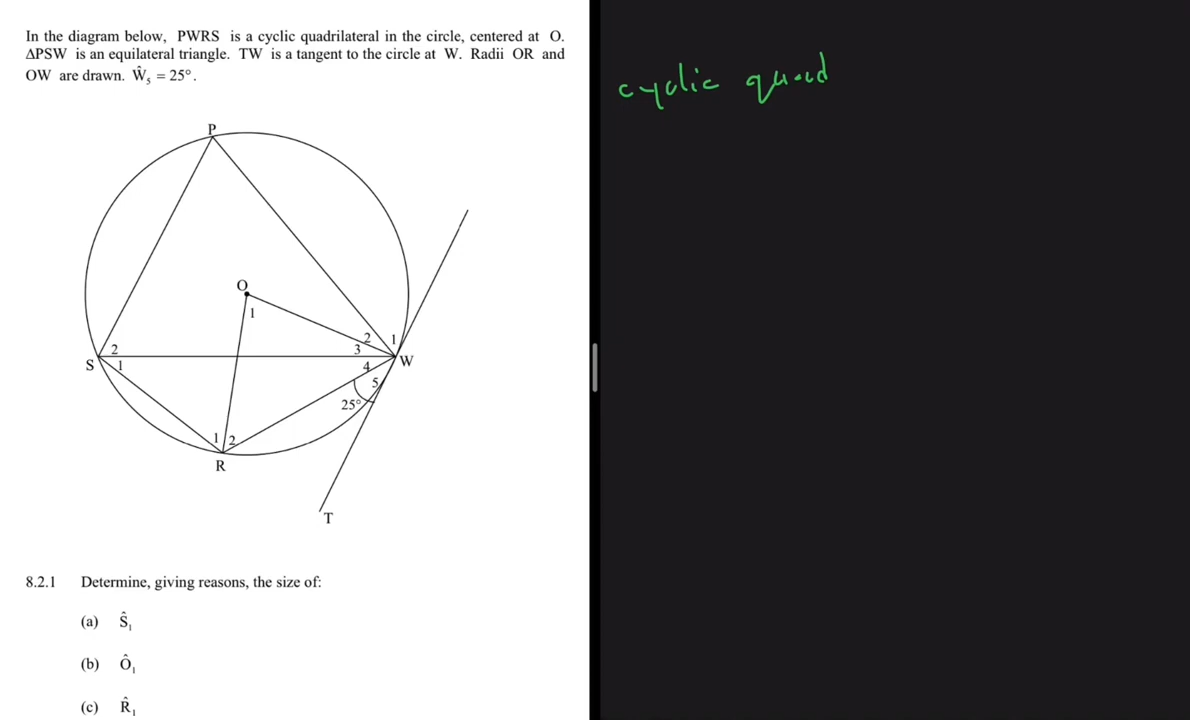 In the diagram below, PWRS is a cyclic quadrilateral in the circle, centered at O.
ΔPSW is an equilateral triangle. TW is a tangent to the circle at W. Radii OR and
OW are drawn. Ŵ₅ = 25°.
cyclic quad
P
O
1
2
1
3
2
S
1
4
W
5
25°
1
2
R
T
8.2.1 Determine, giving reasons, the size of:
(a) Ŝ₁
(b) Ô₁
(c) R̂₁